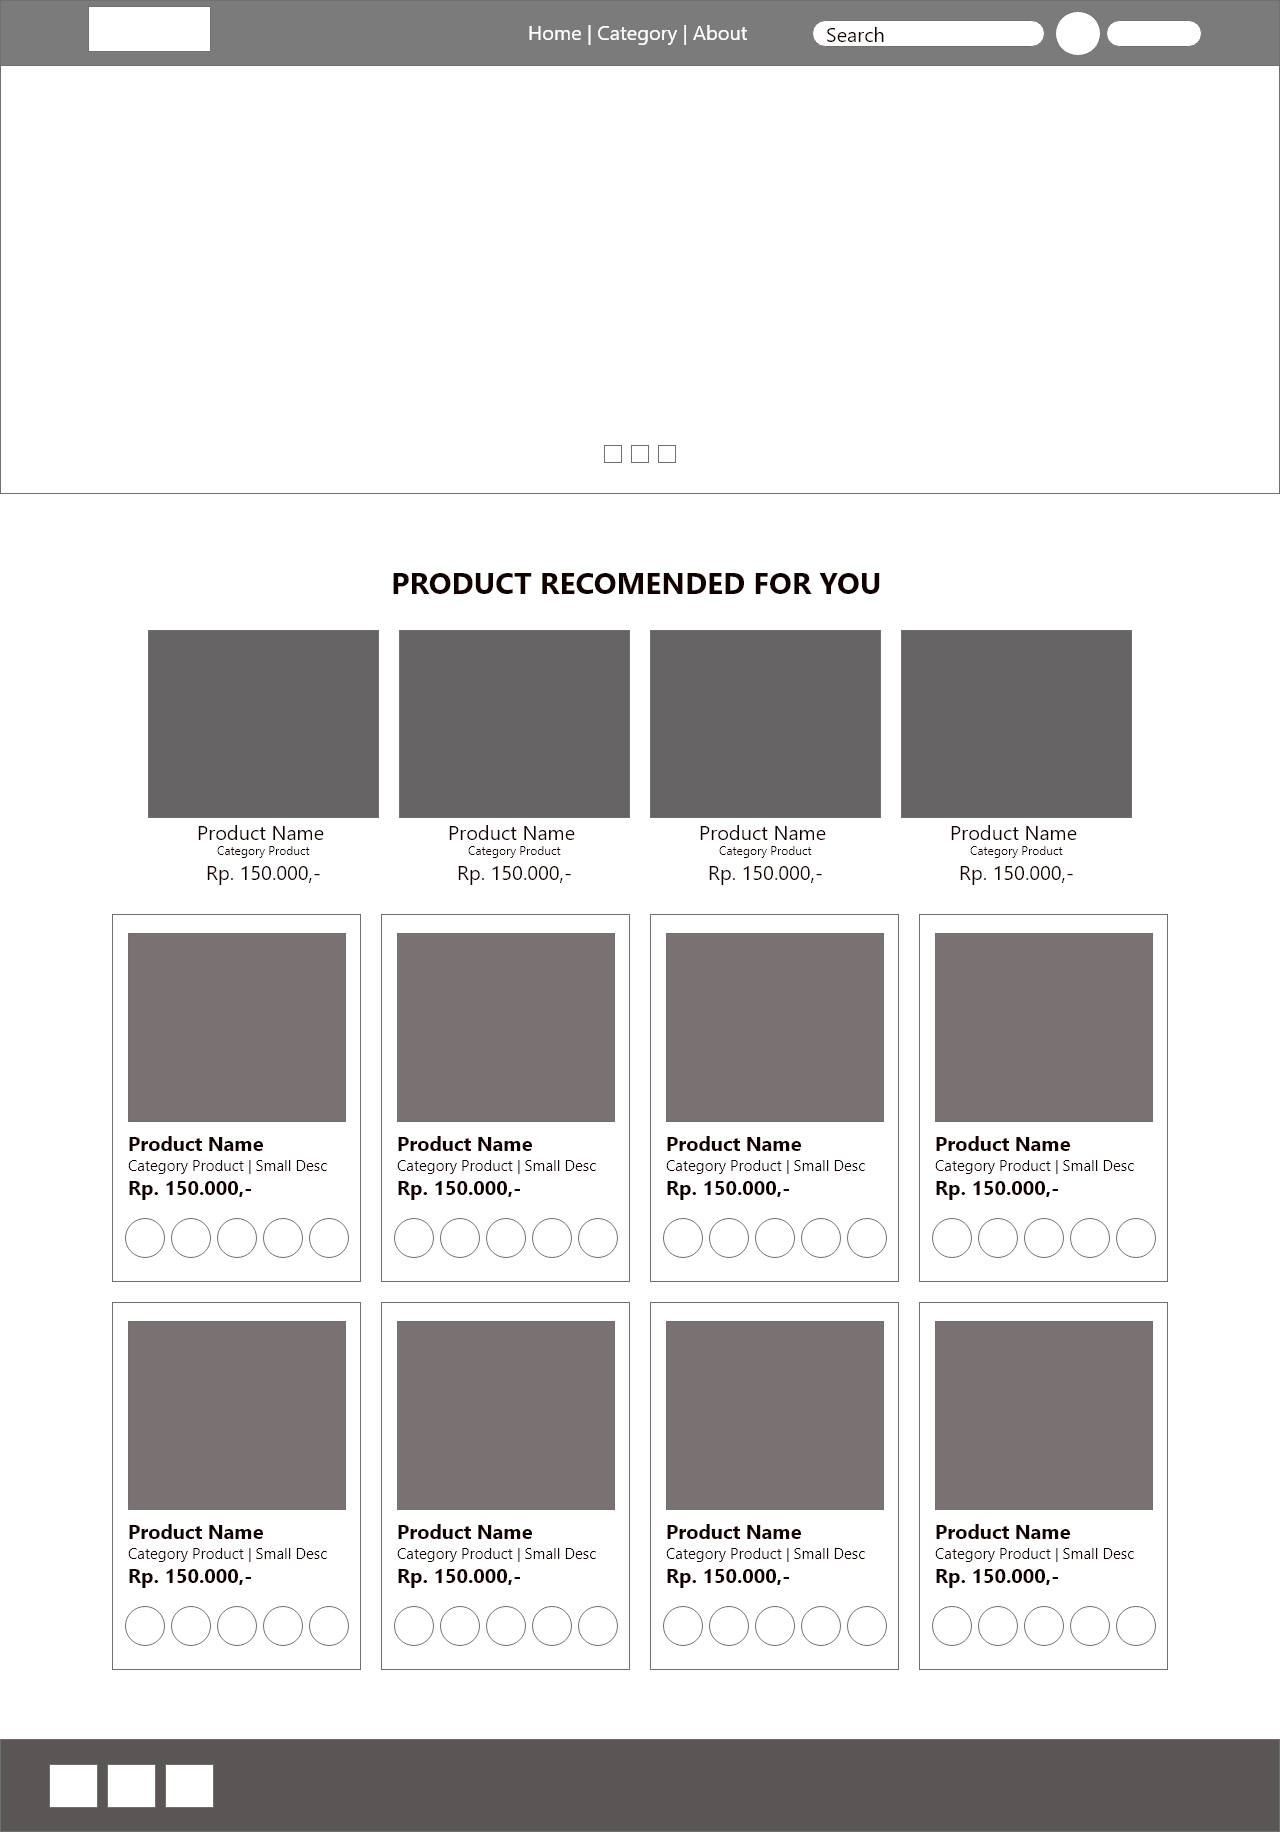 Home | Category | About
Search
PRODUCT RECOMENDED FOR YOU
Product Name
Category Product
Rp. 150.000,-
Product Name
Category Product
Rp. 150.000,-
Product Name
Category Product
Rp. 150.000,-
Product Name
Category Product
Rp. 150.000,-
Product Name
Category Product | Small Desc
Rp. 150.000,-
Product Name
Category Product | Small Desc
Rp. 150.000,-
Product Name
Category Product | Small Desc
Rp. 150.000,-
Product Name
Category Product | Small Desc
Rp. 150.000,-
Product Name
Category Product | Small Desc
Rp. 150.000,-
Product Name
Category Product | Small Desc
Rp. 150.000,-
Product Name
Category Product | Small Desc
Rp. 150.000,-
Product Name
Category Product | Small Desc
Rp. 150.000,-